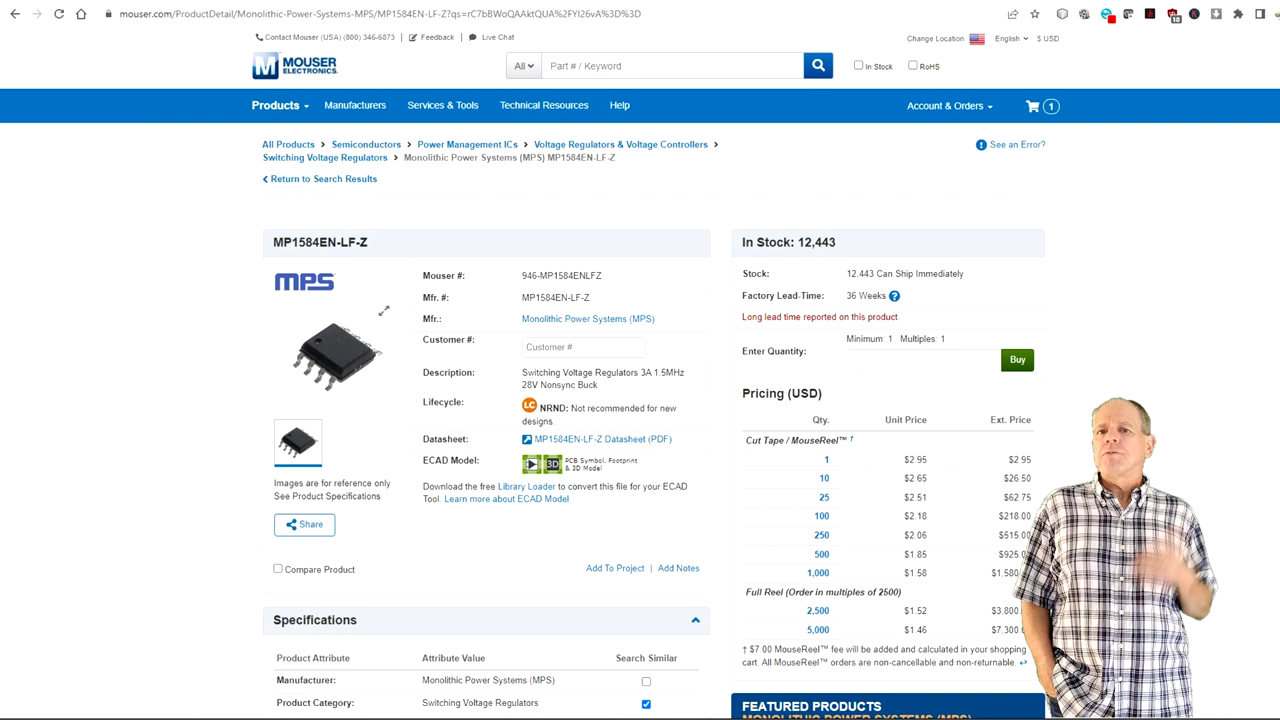 mouser.com/ProductDetail/Monolithic-Power-Systems-MPS/MP1584EN-LF-Z?qs=rC7bBWoQAAktQUA%2FYI26vA%3D%3D
10
Contact Mouser (USA) (800) 346-6873 | Feedback | Live Chat
Change Location English $ USD
M MOUSER ELECTRONICS
All Part # / Keyword In Stock RoHS
Products Manufacturers Services & Tools Technical Resources Help Account & Orders 1
All Products > Semiconductors > Power Management ICs > Voltage Regulators & Voltage Controllers >
Switching Voltage Regulators > Monolithic Power Systems (MPS) MP1584EN-LF-Z
See an Error?
Return to Search Results
MP1584EN-LF-Z
mps
Mouser #: 946-MP1584ENLFZ
Mfr. #: MP1584EN-LF-Z
Mfr.: Monolithic Power Systems (MPS)
Customer #: Customer #
Description: Switching Voltage Regulators 3A 1.5MHz
28V Nonsync Buck
Lifecycle: LC NRND: Not recommended for new
designs.
Datasheet: MP1584EN-LF-Z Datasheet (PDF)
ECAD Model: 3D PCB Symbol, Footprint
& 3D Model
Download the free Library Loader to convert this file for your ECAD
Tool. Learn more about ECAD Model
Images are for reference only
See Product Specifications
Share
Compare Product
Add To Project | Add Notes
Specifications
Product Attribute Attribute Value Search Similar
Manufacturer: Monolithic Power Systems (MPS)
Product Category: Switching Voltage Regulators
In Stock: 12,443
Stock: 12,443 Can Ship Immediately
Factory Lead-Time: 36 Weeks ?
Long lead time reported on this product.
Minimum: 1 Multiples: 1
Enter Quantity: Buy
Pricing (USD)
Qty. Unit Price Ext. Price
Cut Tape / MouseReel™ †
1 $2.95 $2.95
10 $2.65 $26.50
25 $2.51 $62.75
100 $2.18 $218.00
250 $2.06 $515.00
500 $1.85 $925
1,000 $1.58 $1,580
Full Reel (Order in multiples of 2500)
2,500 $1.52 $3,800
5,000 $1.46 $7,300
† $7.00 MouseReel™ fee will be added and calculated in your shopping
cart. All MouseReel™ orders are non-cancellable and non-returnable.
FEATURED PRODUCTS
MONOLITHIC POWER SYSTEMS (MPS)